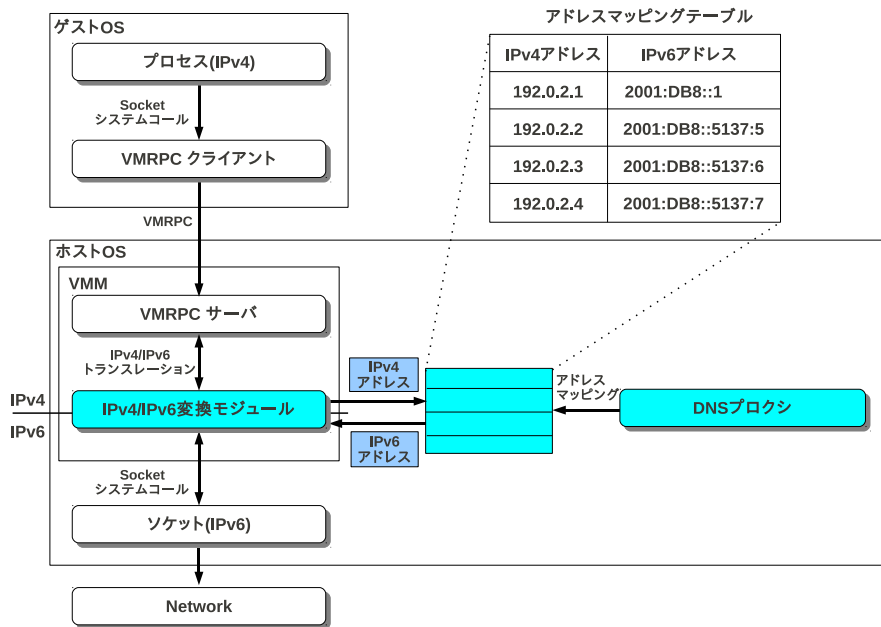 アドレスマッピングテーブル
ゲストOS
プロセス(IPv4)
Socket
システムコール
VMRPC クライアント
VMRPC
IPv4アドレス IPv6アドレス
192.0.2.1 2001:DB8::1
192.0.2.2 2001:DB8::5137:5
192.0.2.3 2001:DB8::5137:6
192.0.2.4 2001:DB8::5137:7
ホストOS
VMM
VMRPC サーバ
IPv4/IPv6
トランスレーション
IPv4
IPv6
IPv4/IPv6変換モジュール
IPv4
アドレス
IPv6
アドレス
アドレス
マッピング
DNSプロクシ
Socket
システムコール
ソケット(IPv6)
Network